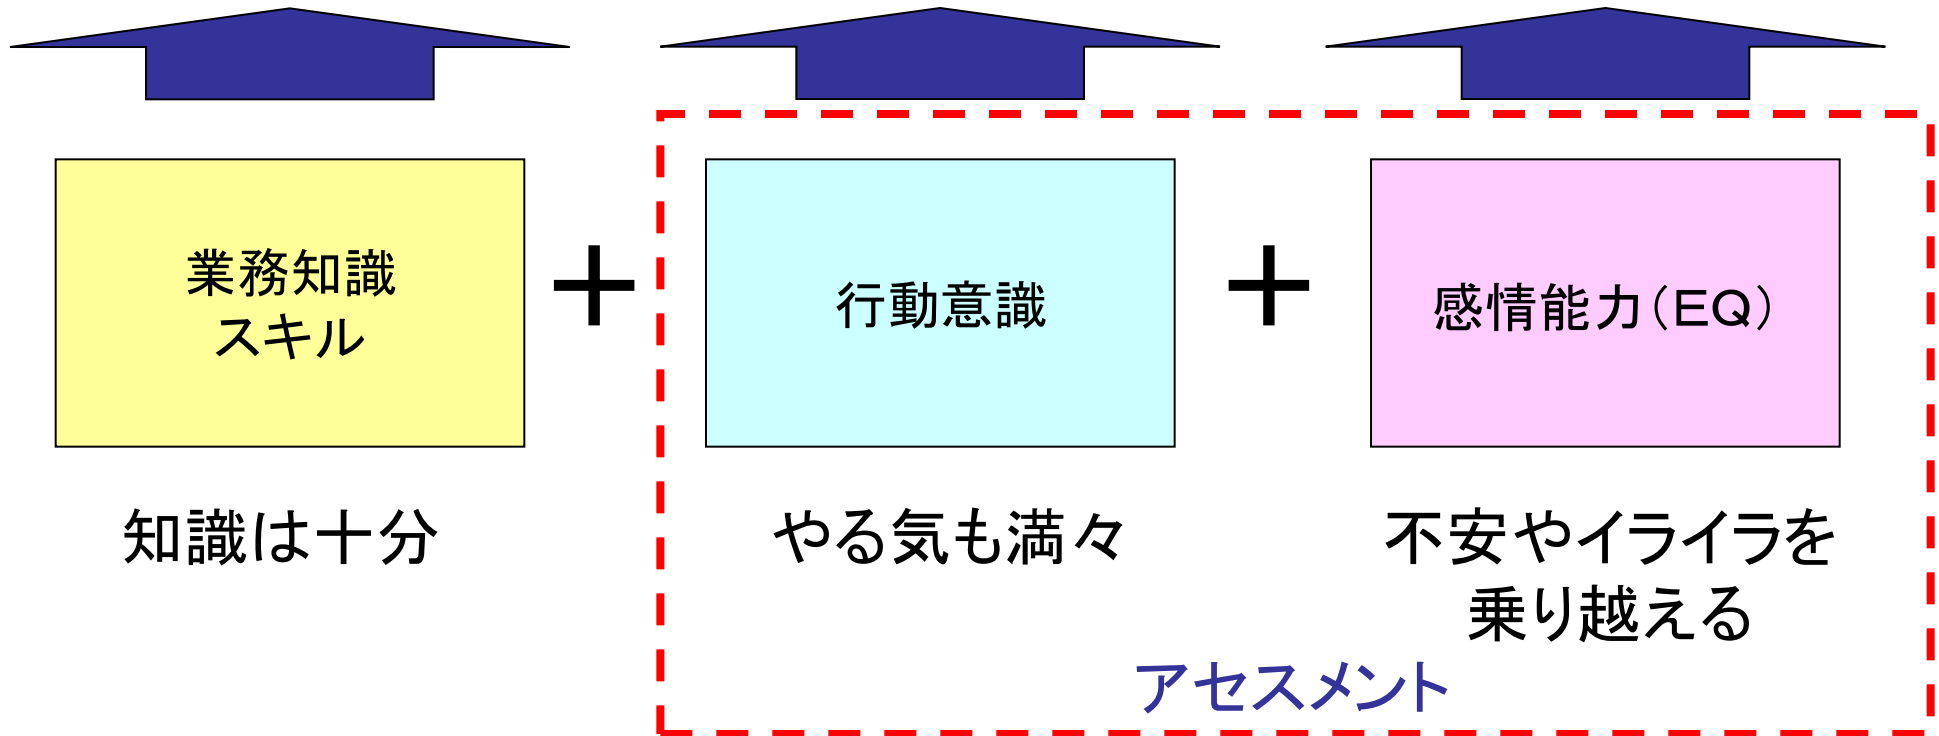 業務知識
スキル
+
行動意識
+
感情能力（EQ）
知識は十分
やる気も満々
不安やイライラを
乗り越える
アセスメント